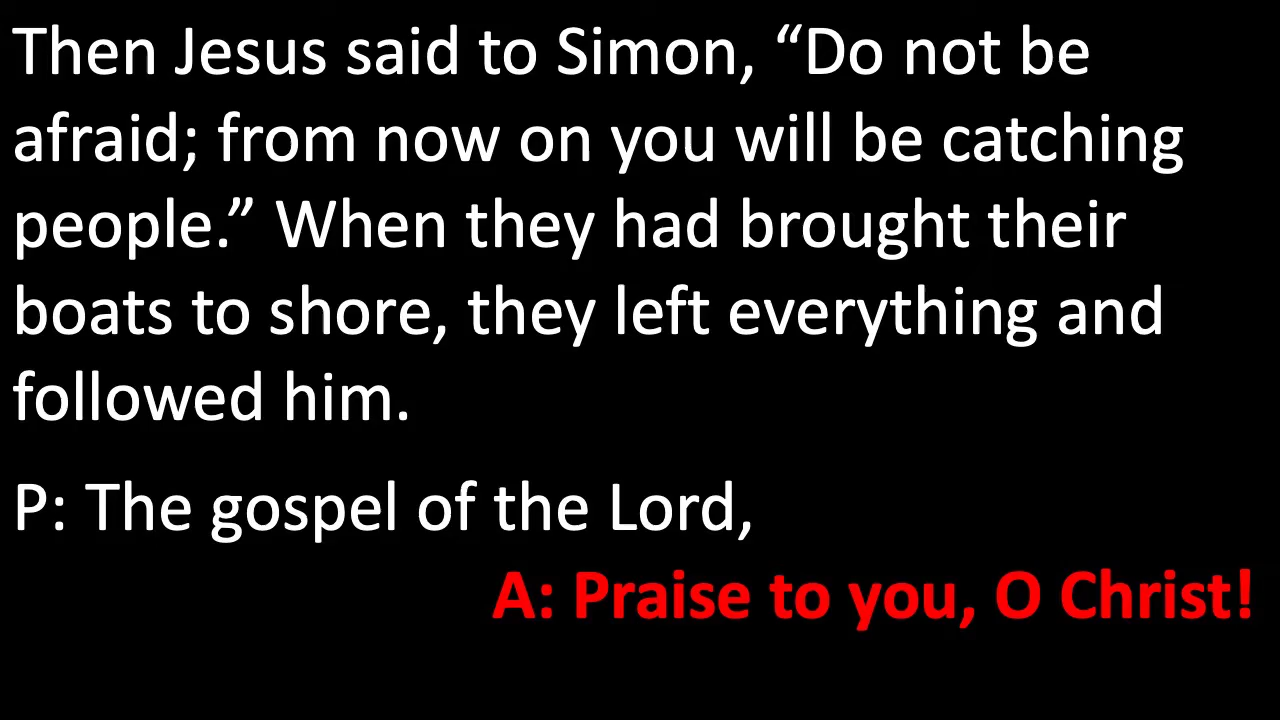 Then Jesus said to Simon, “Do not be
afraid; from now on you will be catching
people.” When they had brought their
boats to shore, they left everything and
followed him.
P: The gospel of the Lord,
A: Praise to you, O Christ!